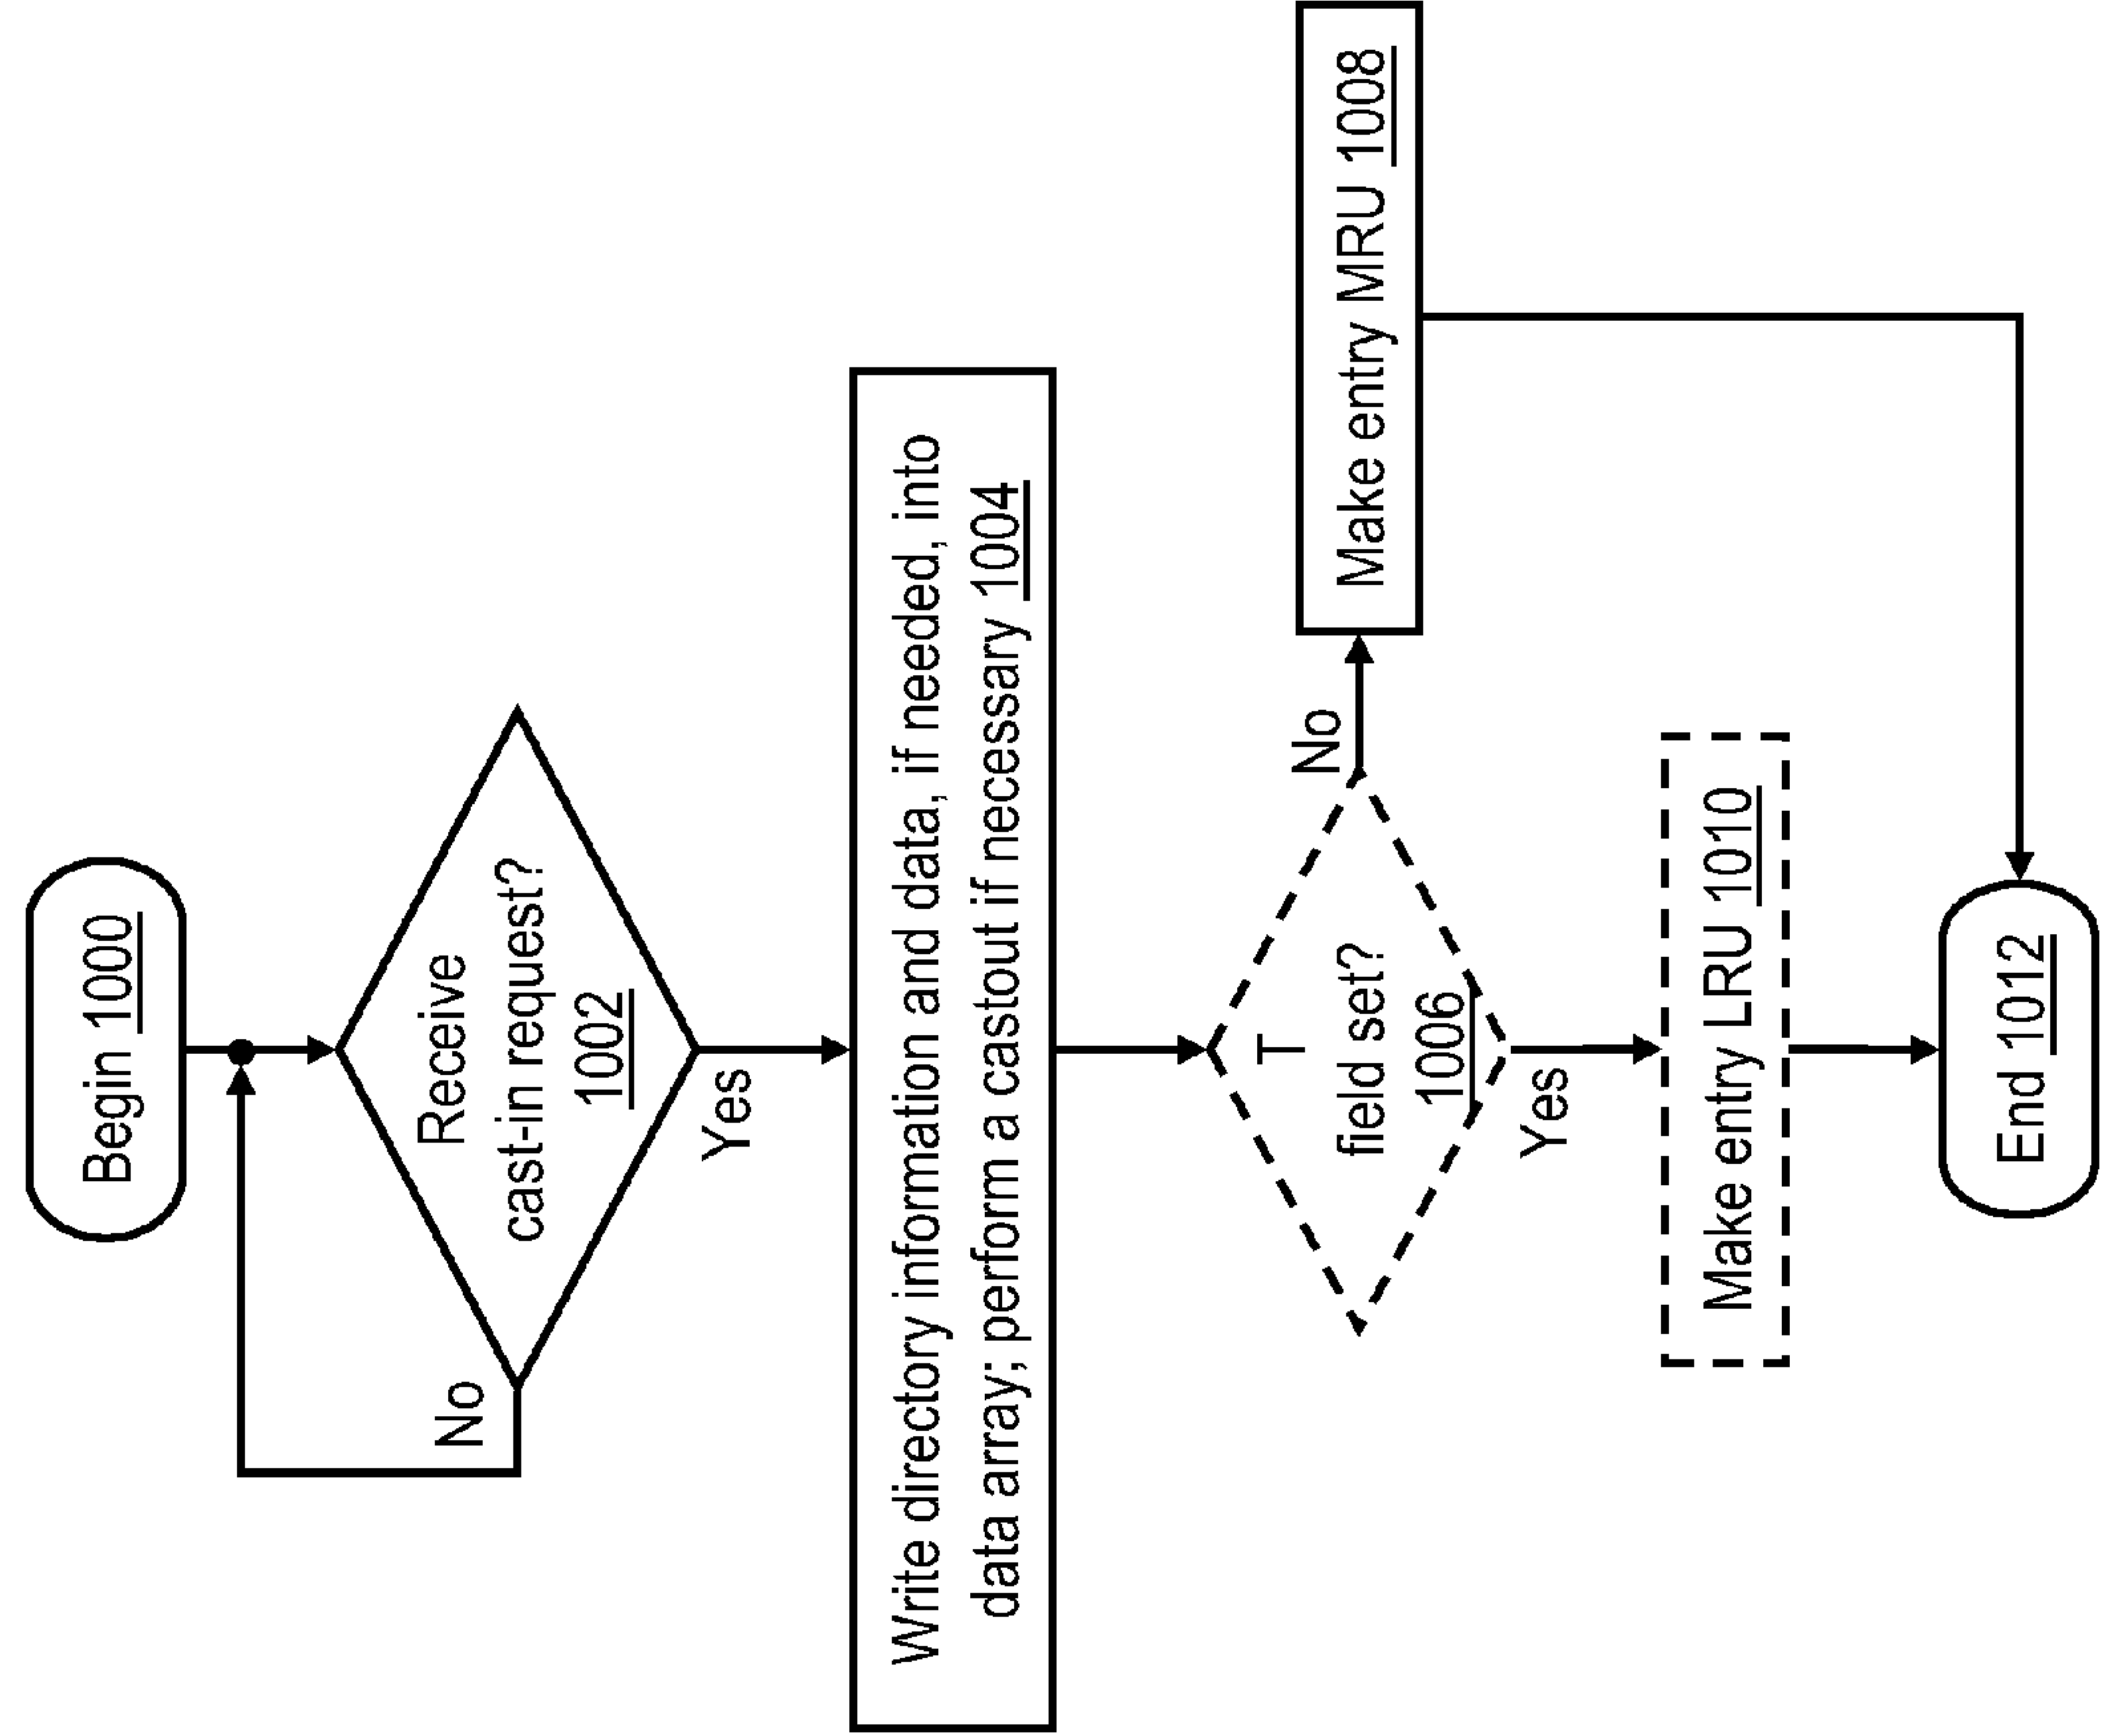 Begin 1000
Receive
cast-in request?
1002
No
Yes
Write directory information and data, if needed, into
data array; perform a castout if necessary 1004
T
field set?
1006
No
Make entry MRU 1008
Yes
Make entry LRU 1010
End 1012